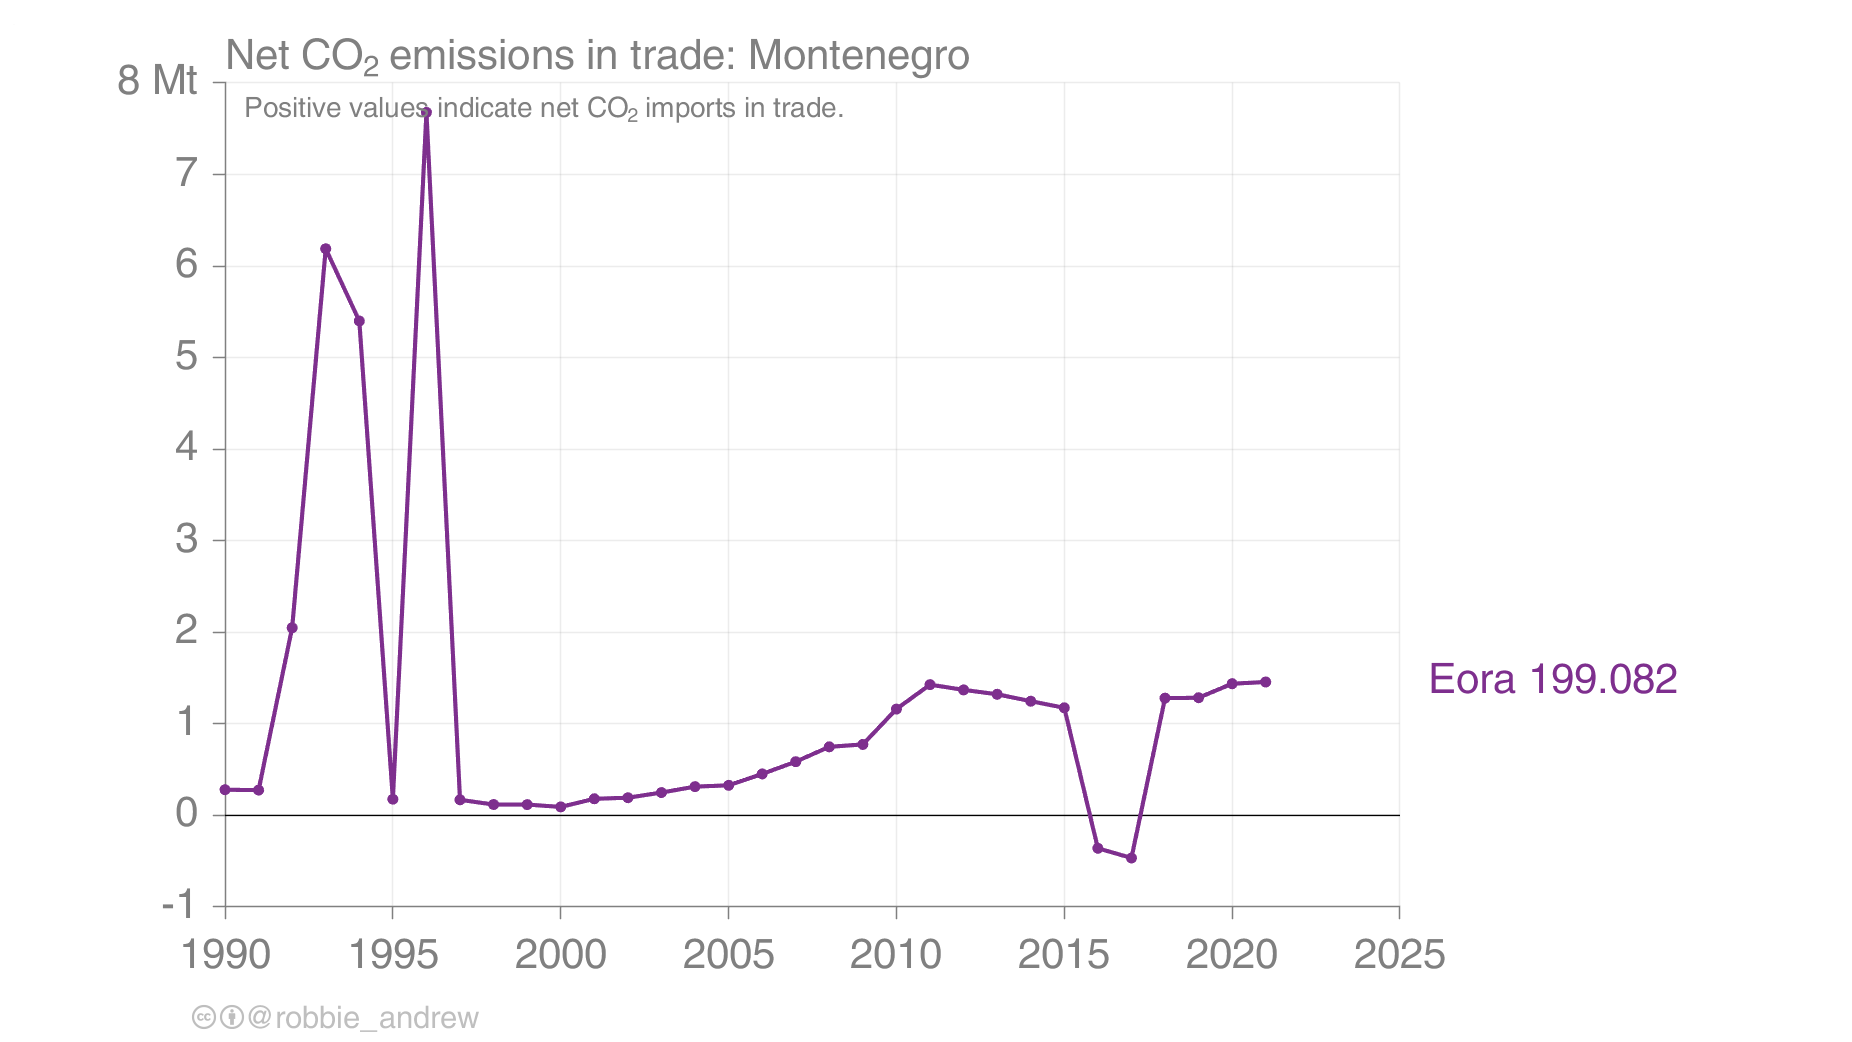 Net CO₂ emissions in trade: Montenegro
8 Mt
Positive values indicate net CO₂ imports in trade.
7
6
5
4
3
2
Eora 199.082
1
0
-1
1990 1995 2000 2005 2010 2015 2020 2025
@robbie_andrew